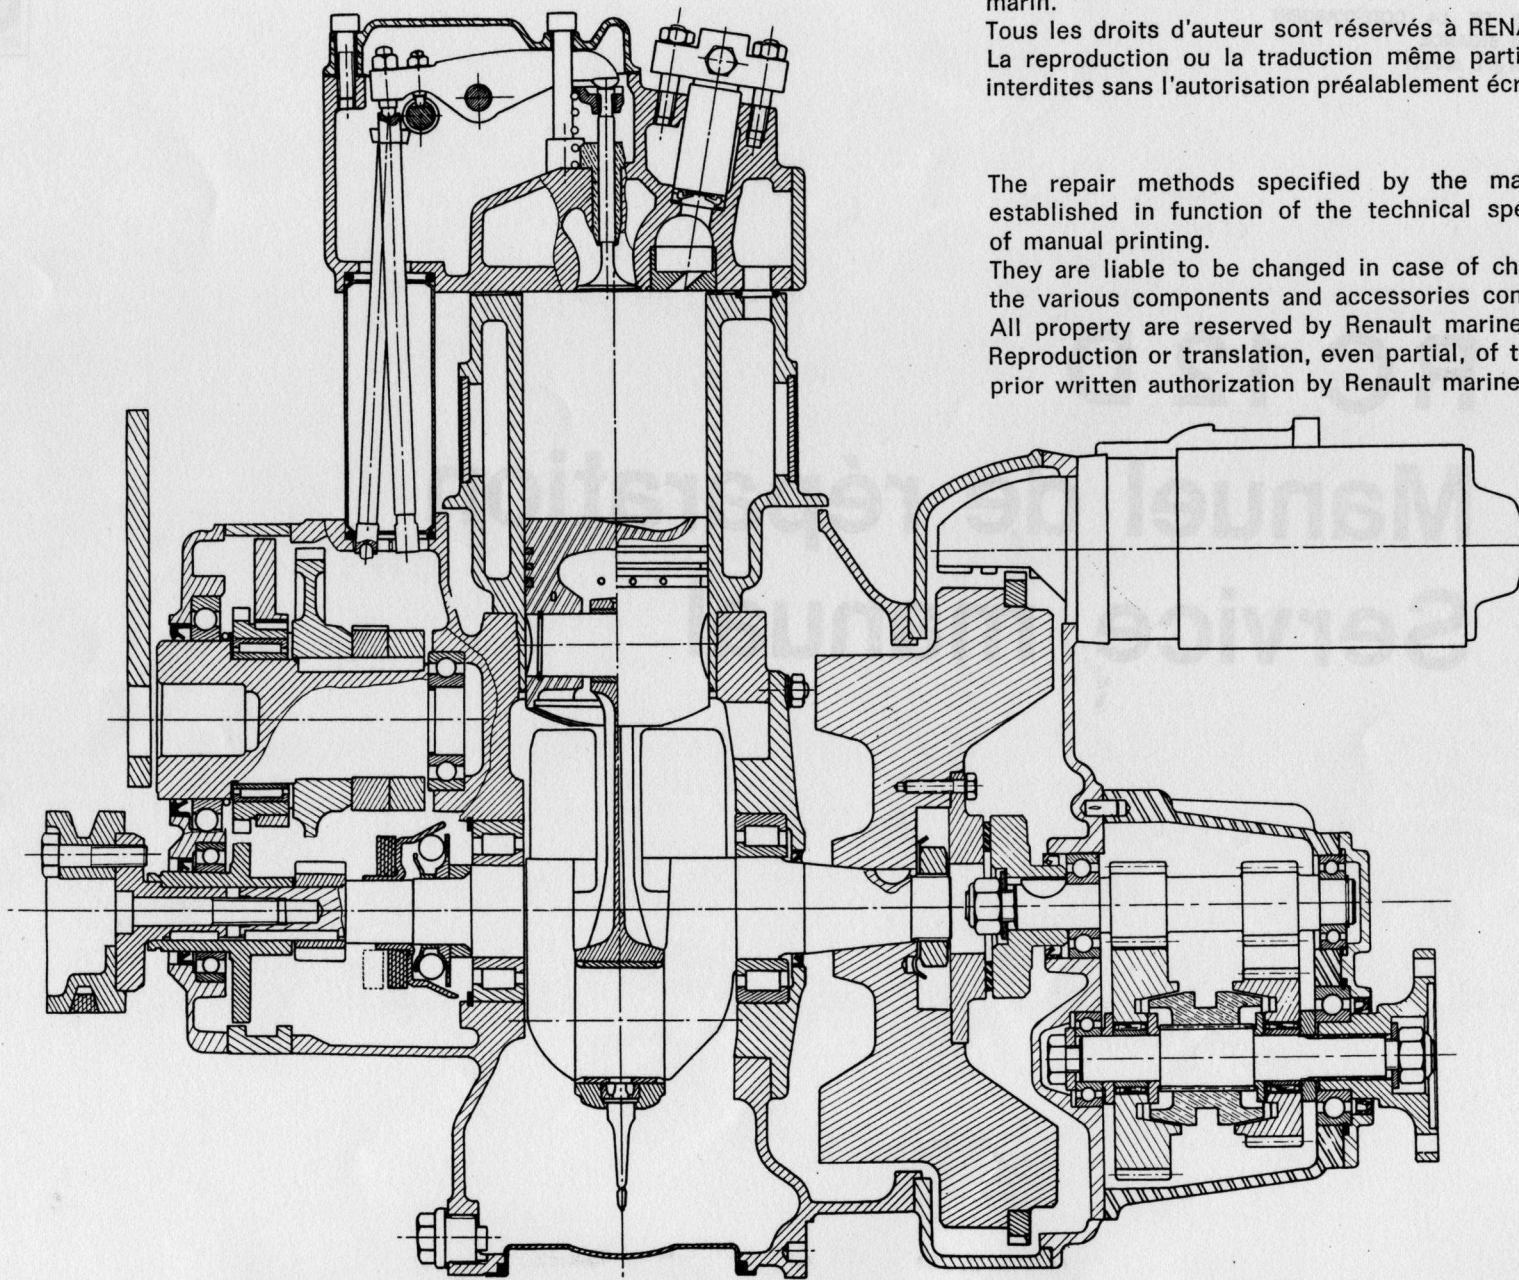 marin.
Tous les droits d'auteur sont réservés à RENA
La reproduction ou la traduction même parti
interdites sans l'autorisation préalablement écr
The repair methods specified by the ma
established in function of the technical spe
of manual printing.
They are liable to be changed in case of ch
the various components and accessories con
All property are reserved by Renault marine
Reproduction or translation, even partial, of t
prior written authorization by Renault marine
Manuel de réparation
Service Manual